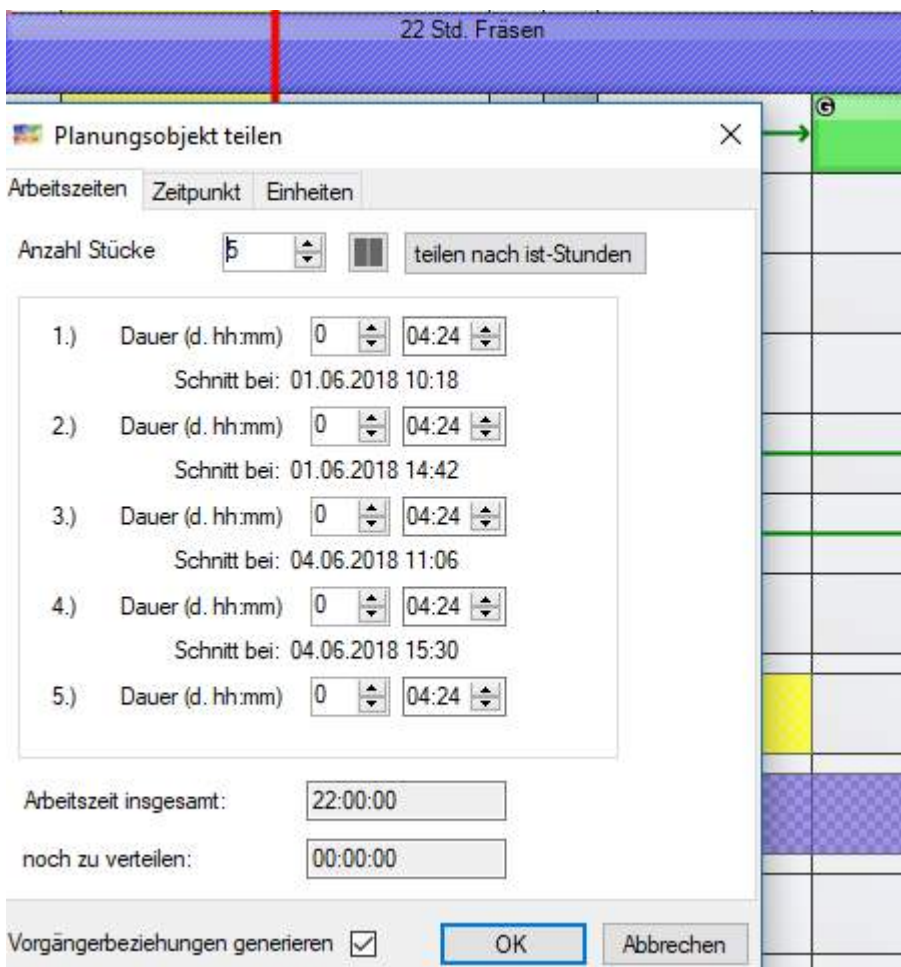 22 Std. Fräsen
G
Planungsobjekt teilen
Arbeitszeiten Zeitpunkt Einheiten
Anzahl Stücke 5 teilen nach ist-Stunden
1.) Dauer (d. hh:mm) 0 04:24
Schnitt bei: 01.06.2018 10:18
2.) Dauer (d. hh:mm) 0 04:24
Schnitt bei: 01.06.2018 14:42
3.) Dauer (d. hh:mm) 0 04:24
Schnitt bei: 04.06.2018 11:06
4.) Dauer (d. hh:mm) 0 04:24
Schnitt bei: 04.06.2018 15:30
5.) Dauer (d. hh:mm) 0 04:24
Arbeitszeit insgesamt: 22:00:00
noch zu verteilen: 00:00:00
Vorgängerbeziehungen generieren OK Abbrechen